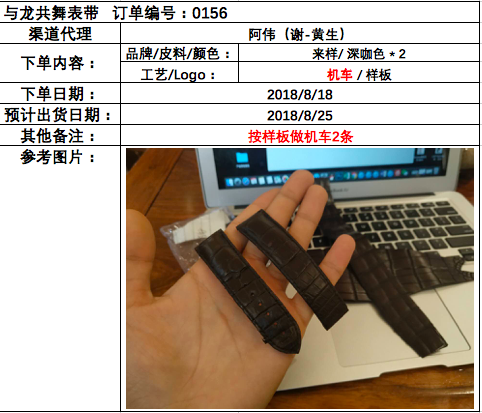 与龙共舞表带 订单编号：0156
渠道代理 阿伟（谢-黄生）
下单内容： 品牌/皮料/颜色： 来样/ 深咖色 * 2
工艺/Logo： 机车 / 样板
下单日期： 2018/8/18
预计出货日期： 2018/8/25
其他备注： 按样板做机车2条
参考图片：